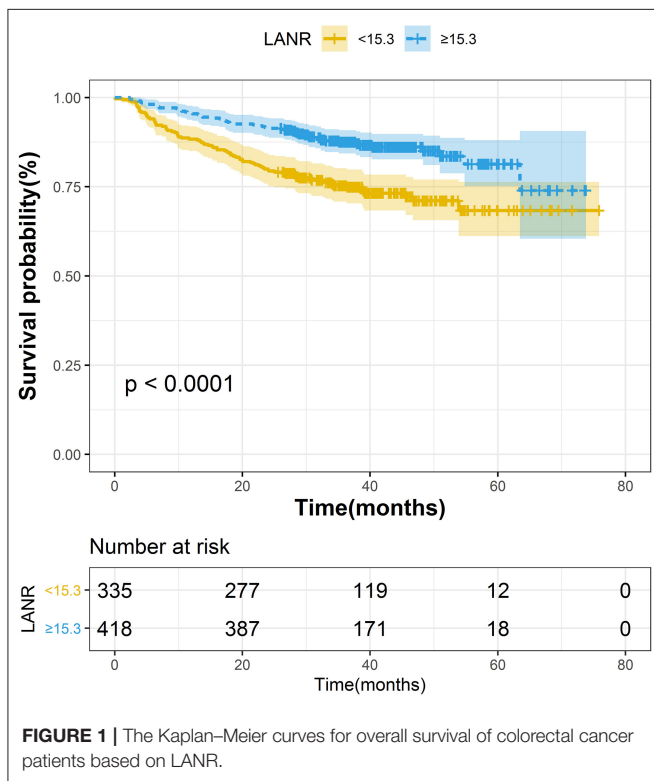 LANR <15.3 ≥15.3
1.00
0.75
0.50
0.25
0.00
Survival probability(%)
p < 0.0001
0 20 40 60 80
Time(months)
Number at risk
LANR
<15.3 335 277 119 12 0
≥15.3 418 387 171 18 0
0 20 40 60 80
Time(months)
FIGURE 1 | The Kaplan–Meier curves for overall survival of colorectal cancer
patients based on LANR.